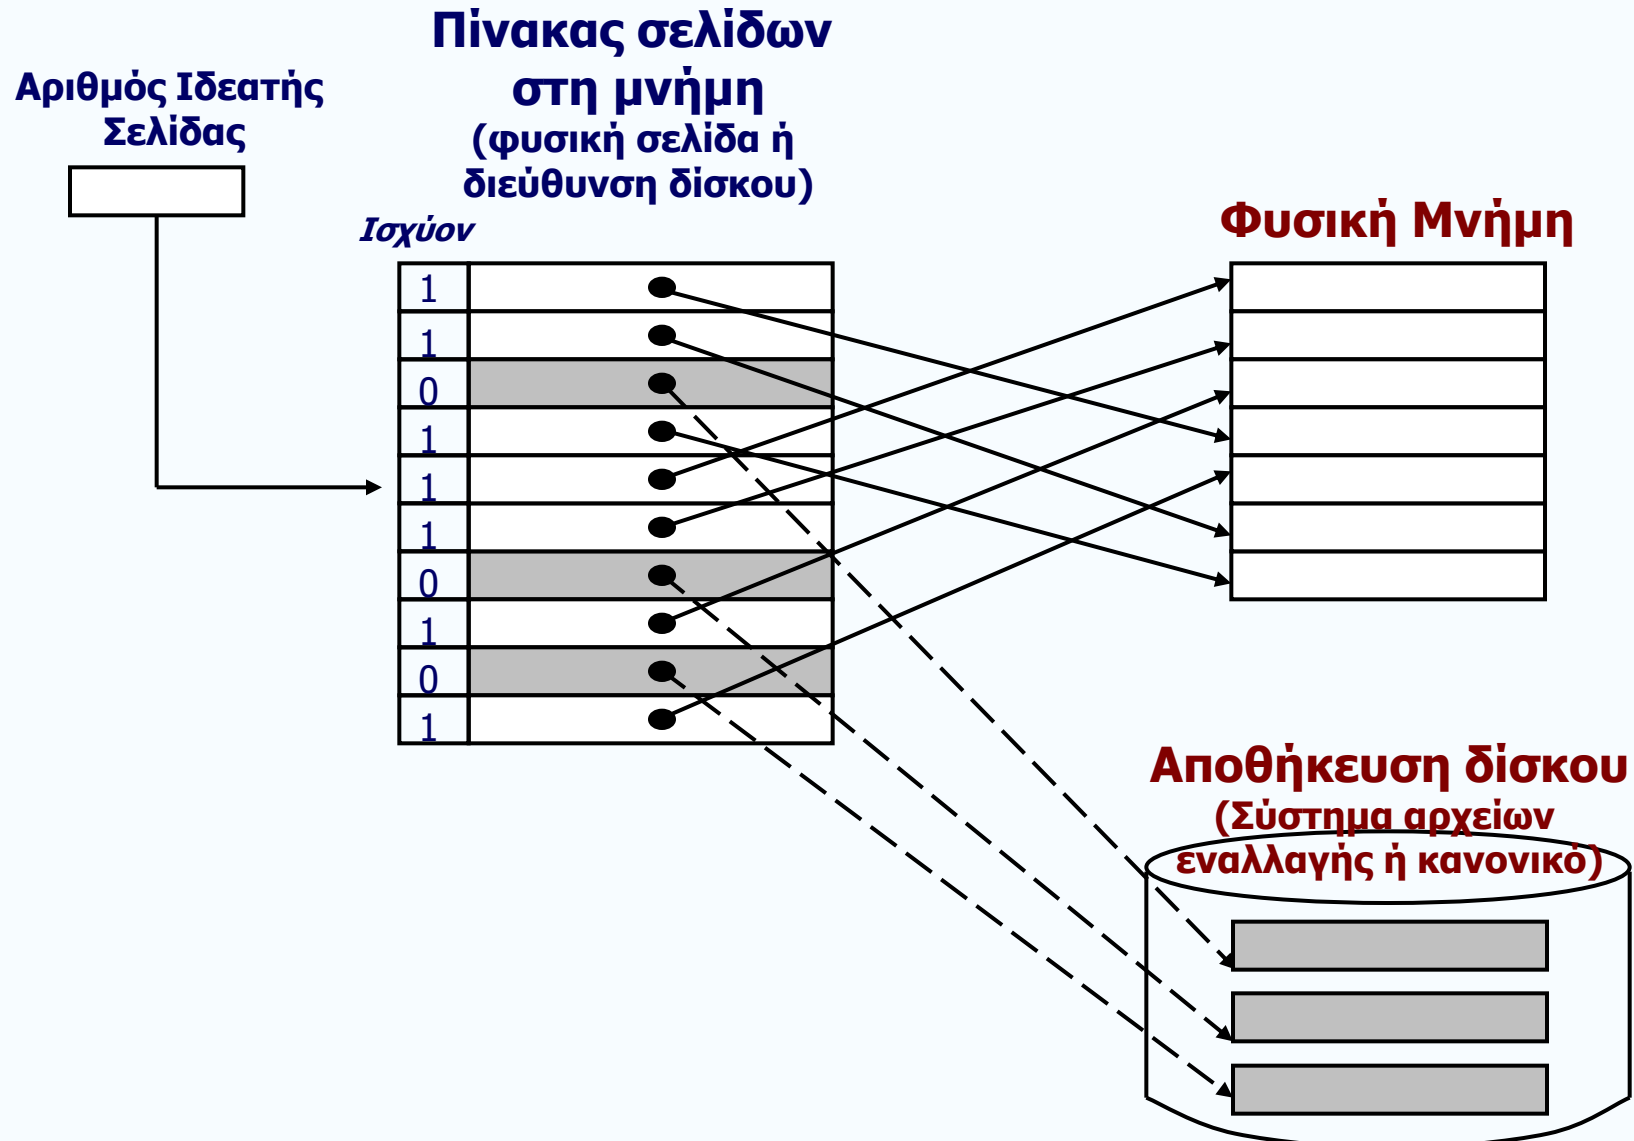 Πίνακας σελίδων
στη μνήμη
(φυσική σελίδα ή
διεύθυνση δίσκου)
Αριθμός Ιδεατής
Σελίδας
Ισχύον
1
1
0
1
1
1
0
1
0
1
Φυσική Μνήμη
Αποθήκευση δίσκου
(Σύστημα αρχείων
εναλλαγής ή κανονικό)